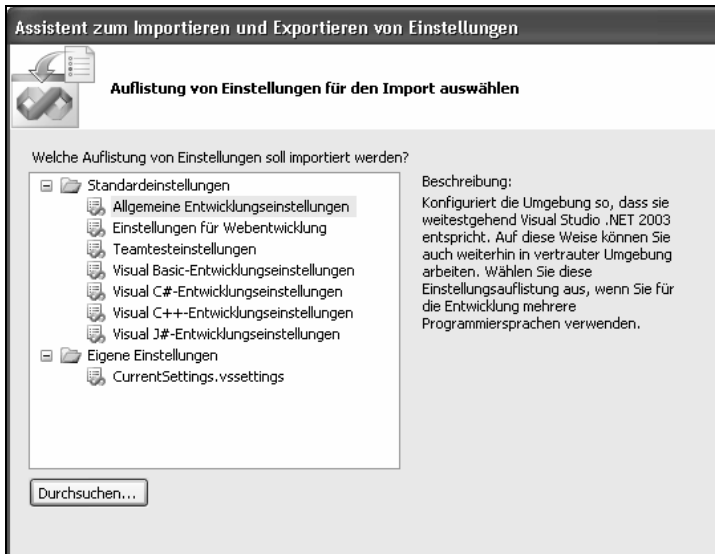 Assistent zum Importieren und Exportieren von Einstellungen
Auflistung von Einstellungen für den Import auswählen
Welche Auflistung von Einstellungen soll importiert werden?
Standardeinstellungen
Allgemeine Entwicklungseinstellungen
Einstellungen für Webentwicklung
Teamtesteinstellungen
Visual Basic-Entwicklungseinstellungen
Visual C#-Entwicklungseinstellungen
Visual C++-Entwicklungseinstellungen
Visual J#-Entwicklungseinstellungen
Eigene Einstellungen
CurrentSettings.vssettings
Beschreibung:
Konfiguriert die Umgebung so, dass sie
weitestgehend Visual Studio .NET 2003
entspricht. Auf diese Weise können Sie
auch weiterhin in vertrauter Umgebung
arbeiten. Wählen Sie diese
Einstellungsauflistung aus, wenn Sie für
die Entwicklung mehrere
Programmiersprachen verwenden.
Durchsuchen...